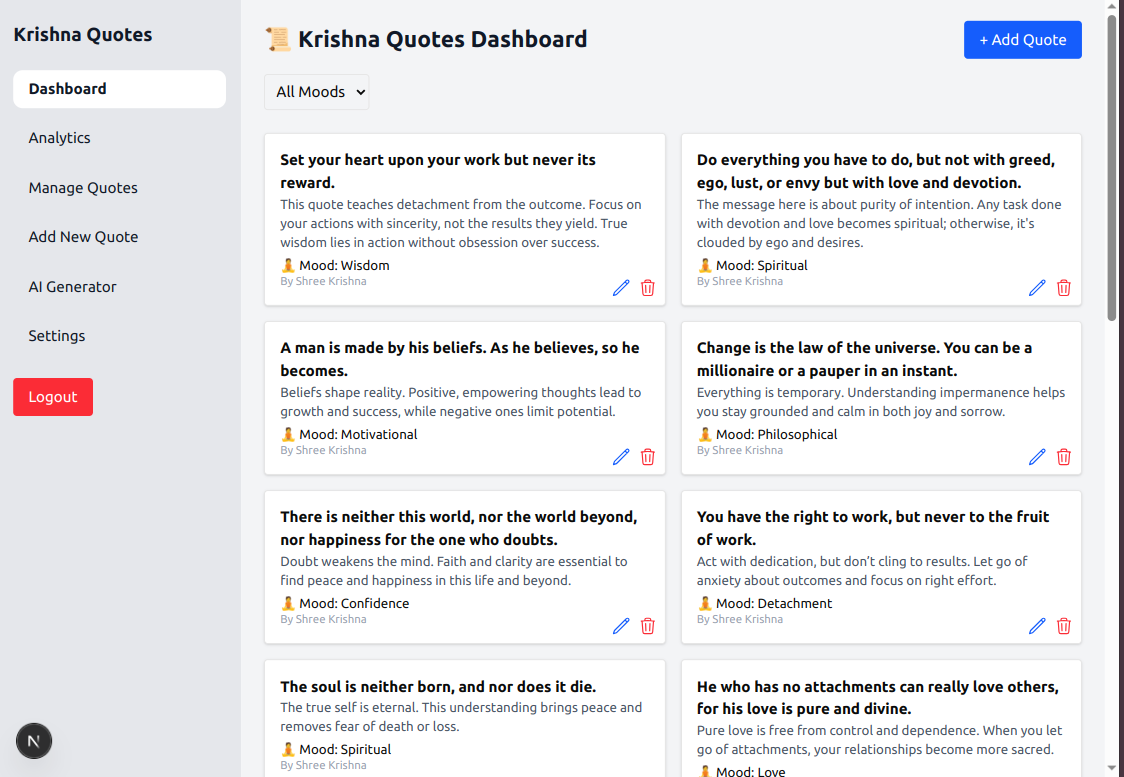 Krishna Quotes
Dashboard
Analytics
Manage Quotes
Add New Quote
AI Generator
Settings
Logout
N
📜 Krishna Quotes Dashboard
+ Add Quote
All Moods
Set your heart upon your work but never its
reward.
This quote teaches detachment from the outcome. Focus on
your actions with sincerity, not the results they yield. True
wisdom lies in action without obsession over success.
🧘 Mood: Wisdom
By Shree Krishna
Do everything you have to do, but not with greed,
ego, lust, or envy but with love and devotion.
The message here is about purity of intention. Any task done
with devotion and love becomes spiritual; otherwise, it's
clouded by ego and desires.
🧘 Mood: Spiritual
By Shree Krishna
A man is made by his beliefs. As he believes, so he
becomes.
Beliefs shape reality. Positive, empowering thoughts lead to
growth and success, while negative ones limit potential.
🧘 Mood: Motivational
By Shree Krishna
Change is the law of the universe. You can be a
millionaire or a pauper in an instant.
Everything is temporary. Understanding impermanence helps
you stay grounded and calm in both joy and sorrow.
🧘 Mood: Philosophical
By Shree Krishna
There is neither this world, nor the world beyond,
nor happiness for the one who doubts.
Doubt weakens the mind. Faith and clarity are essential to
find peace and happiness in this life and beyond.
🧘 Mood: Confidence
By Shree Krishna
You have the right to work, but never to the fruit
of work.
Act with dedication, but don’t cling to results. Let go of
anxiety about outcomes and focus on right effort.
🧘 Mood: Detachment
By Shree Krishna
The soul is neither born, and nor does it die.
The true self is eternal. This understanding brings peace and
removes fear of death or loss.
🧘 Mood: Spiritual
By Shree Krishna
He who has no attachments can really love others,
for his love is pure and divine.
Pure love is free from control and dependence. When you let
go of attachments, your relationships become more sacred.
🧘 Mood: Love